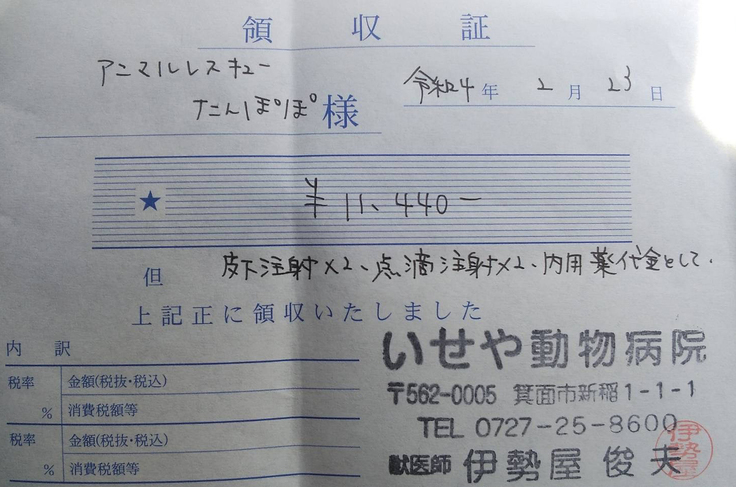 領収証
アニマルレスキュー
たんぽぽ様
令和4年2月23日
★ ¥11,440-
但 皮下注射×2、点滴注射×2、内用薬代金として.
上記正に領収いたしました
内訳
税率 金額(税抜・税込)
% 消費税額等
税率 金額(税抜・税込)
% 消費税額等
いせや動物病院
〒562-0005 箕面市新稲1-1-1
TEL 0727-25-8600
獣医師 伊勢屋 俊夫
伊勢屋